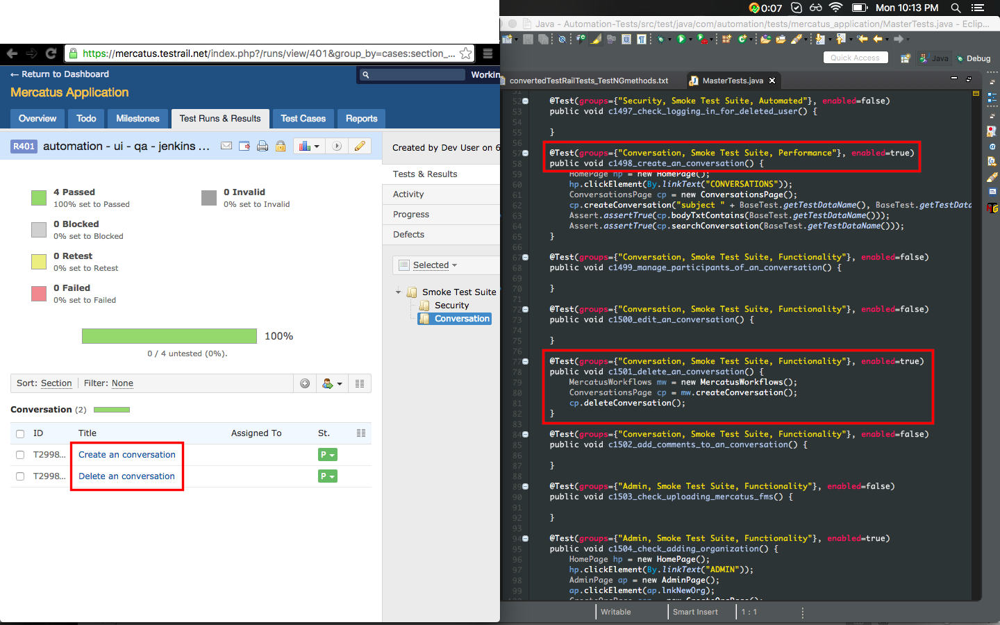 0:07
Mon 10:13 PM
https://mercatus.testrail.net/index.php?/runs/view/401&group_by=cases:section_...
← Return to Dashboard
Workin
Mercatus Application
Overview
Todo
Milestones
Test Runs & Results
Test Cases
Reports
R401
automation - ui - qa - jenkins ...
Created by Dev User on 6
4 Passed
100% set to Passed
0 Invalid
0% set to Invalid
0 Blocked
0% set to Blocked
0 Retest
0% set to Retest
0 Failed
0% set to Failed
100%
0 / 4 untested (0%).
Tests & Results
Activity
Progress
Defects
Selected
Smoke Test Suite
Security
Conversation
Sort: Section
Filter: None
Conversation (2)
ID
Title
Assigned To
St.
T2998...
Create an conversation
P
T2998...
Delete an conversation
P
Java - Automation-Tests/src/test/java/com/automation/tests/mercatus_application/MasterTests.java - Eclip
Quick Access
Java
Debug
convertedTestRailTests_TestNGmethods.txt
MasterTests.java
51
52 @Test(groups={"Security, Smoke Test Suite, Automated"}, enabled=false)
53 public void c1497_check_logging_in_for_deleted_user() {
54
55 }
56
57 @Test(groups={"Conversation, Smoke Test Suite, Performance"}, enabled=true)
58 public void c1498_create_an_conversation() {
59 HomePage hp = new HomePage();
60 hp.clickElement(By.linkText("CONVERSATIONS"));
61 ConversationsPage cp = new ConversationsPage();
62 cp.createConversation("subject " + BaseTest.getTestDataName(), BaseTest.getTestData
63 Assert.assertTrue(cp.bodyTxtContains(BaseTest.getTestDataName()));
64 Assert.assertTrue(cp.searchConversation(BaseTest.getTestDataName()));
65 }
66
67 @Test(groups={"Conversation, Smoke Test Suite, Functionality"}, enabled=false)
68 public void c1499_manage_participants_of_an_conversation() {
69
70 }
71
72 @Test(groups={"Conversation, Smoke Test Suite, Functionality"}, enabled=false)
73 public void c1500_edit_an_conversation() {
74
75 }
76
77 @Test(groups={"Conversation, Smoke Test Suite, Functionality"}, enabled=true)
78 public void c1501_delete_an_conversation() {
79 MercatusWorkflows mw = new MercatusWorkflows();
80 ConversationsPage cp = mw.createConversation();
81 cp.deleteConversation();
82 }
83
84 @Test(groups={"Conversation, Smoke Test Suite, Functionality"}, enabled=false)
85 public void c1502_add_comments_to_an_conversation() {
86
87 }
88
89 @Test(groups={"Admin, Smoke Test Suite, Functionality"}, enabled=false)
90 public void c1503_check_uploading_mercatus_fms() {
91
92 }
93
94 @Test(groups={"Admin, Smoke Test Suite, Functionality"}, enabled=true)
95 public void c1504_check_adding_organization() {
96 HomePage hp = new HomePage();
97 hp.clickElement(By.linkText("ADMIN"));
98 AdminPage ap = new AdminPage();
99 ap.clickElement(ap.lnkNewOrg);
Writable
Smart Insert
1 : 1